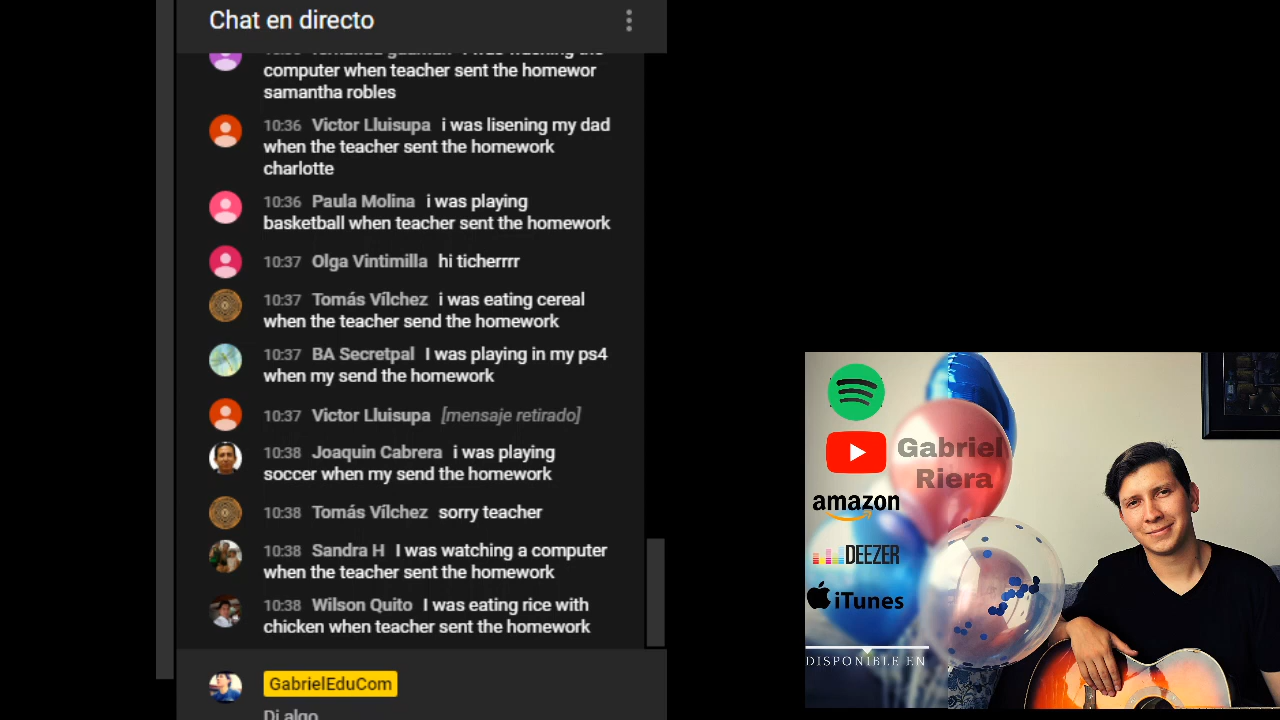 Chat en directo
computer when teacher sent the homewor
samantha robles
10:36 Victor Lluisupa i was lisening my dad
when the teacher sent the homework
charlotte
10:36 Paula Molina i was playing
basketball when teacher sent the homework
10:37 Olga Vintimilla hi ticherrrr
10:37 Tomás Vílchez i was eating cereal
when the teacher send the homework
10:37 BA Secretpal I was playing in my ps4
when my send the homework
10:37 Victor Lluisupa [mensaje retirado]
10:38 Joaquin Cabrera i was playing
soccer when my send the homework
10:38 Tomás Vílchez sorry teacher
10:38 Sandra H I was watching a computer
when the teacher sent the homework
10:38 Wilson Quito I was eating rice with
chicken when teacher sent the homework
GabrielEduCom
Di algo
Gabriel
Riera
amazon
DEEZER
iTunes
DISPONIBLE EN